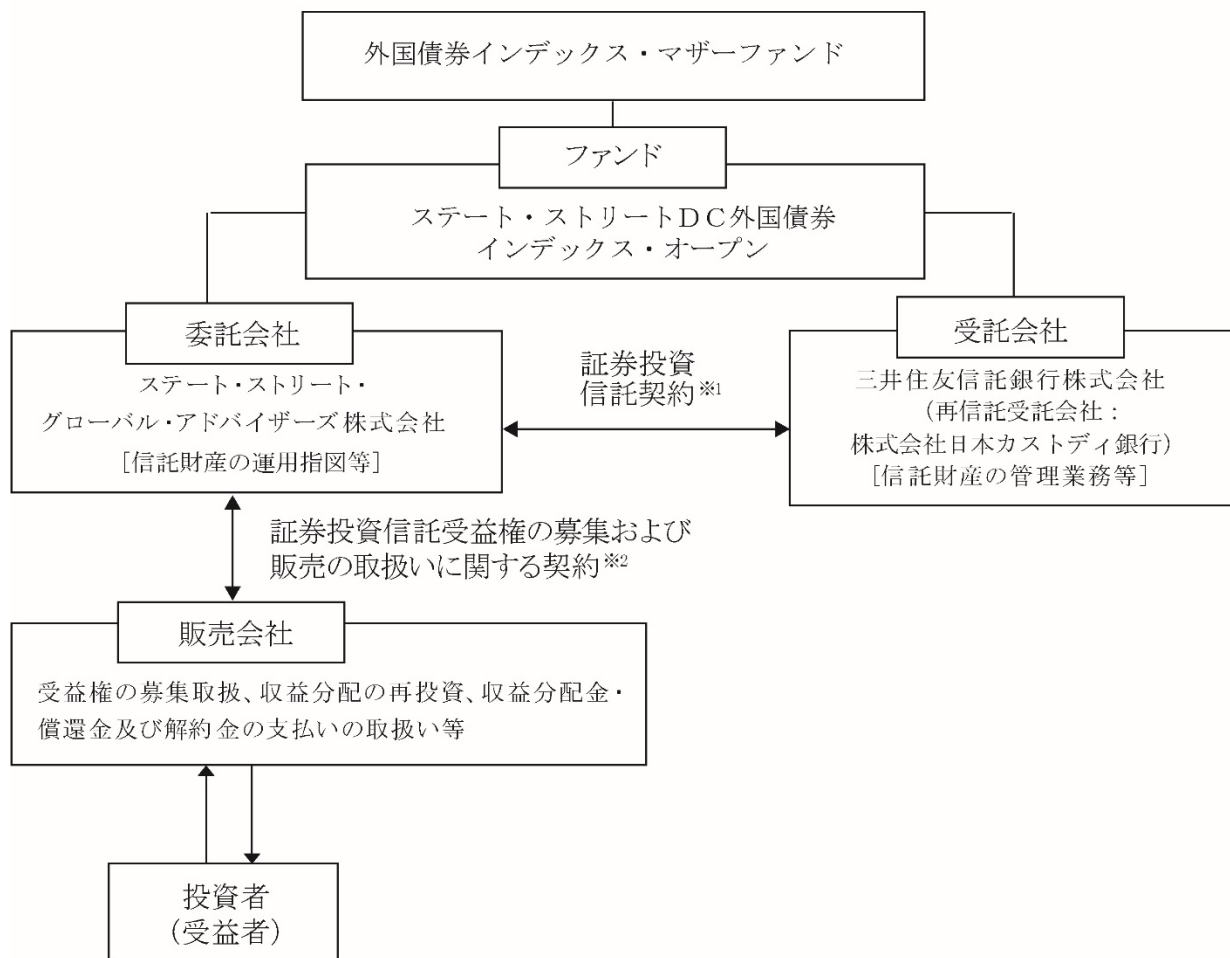 外国債券インデックス・マザーファンド
ファンド
ステート・ストリートＤＣ外国債券
インデックス・オープン
委託会社
ステート・ストリート・
グローバル・アドバイザーズ株式会社
［信託財産の運用指図等］
証券投資
信託契約※1
受託会社
三井住友信託銀行株式会社
（再信託受託会社：
株式会社日本カストディ銀行）
［信託財産の管理業務等］
証券投資信託受益権の募集および
販売の取扱いに関する契約※2
販売会社
受益権の募集取扱、収益分配の再投資、収益分配金・
償還金及び解約金の支払いの取扱い等
投資者
（受益者）